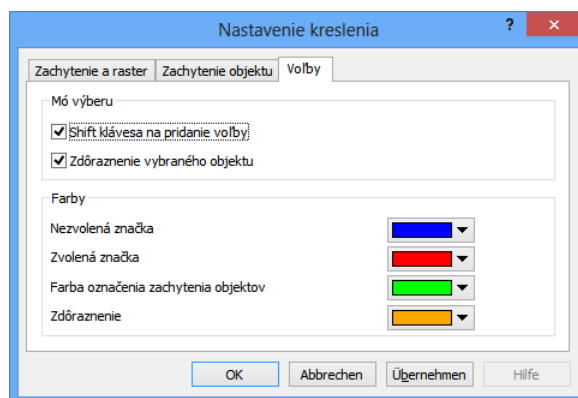 Nastavenie kreslenia
?
Zachytenie a raster Zachytenie objektu Voľby
Mó výberu
Shift klávesa na pridanie voľby
Zdôraznenie vybraného objektu
Farby
Nezvolená značka
Zvolená značka
Farba označenia zachytenia objektov
Zdôraznenie
OK Abbrechen Übernehmen Hilfe